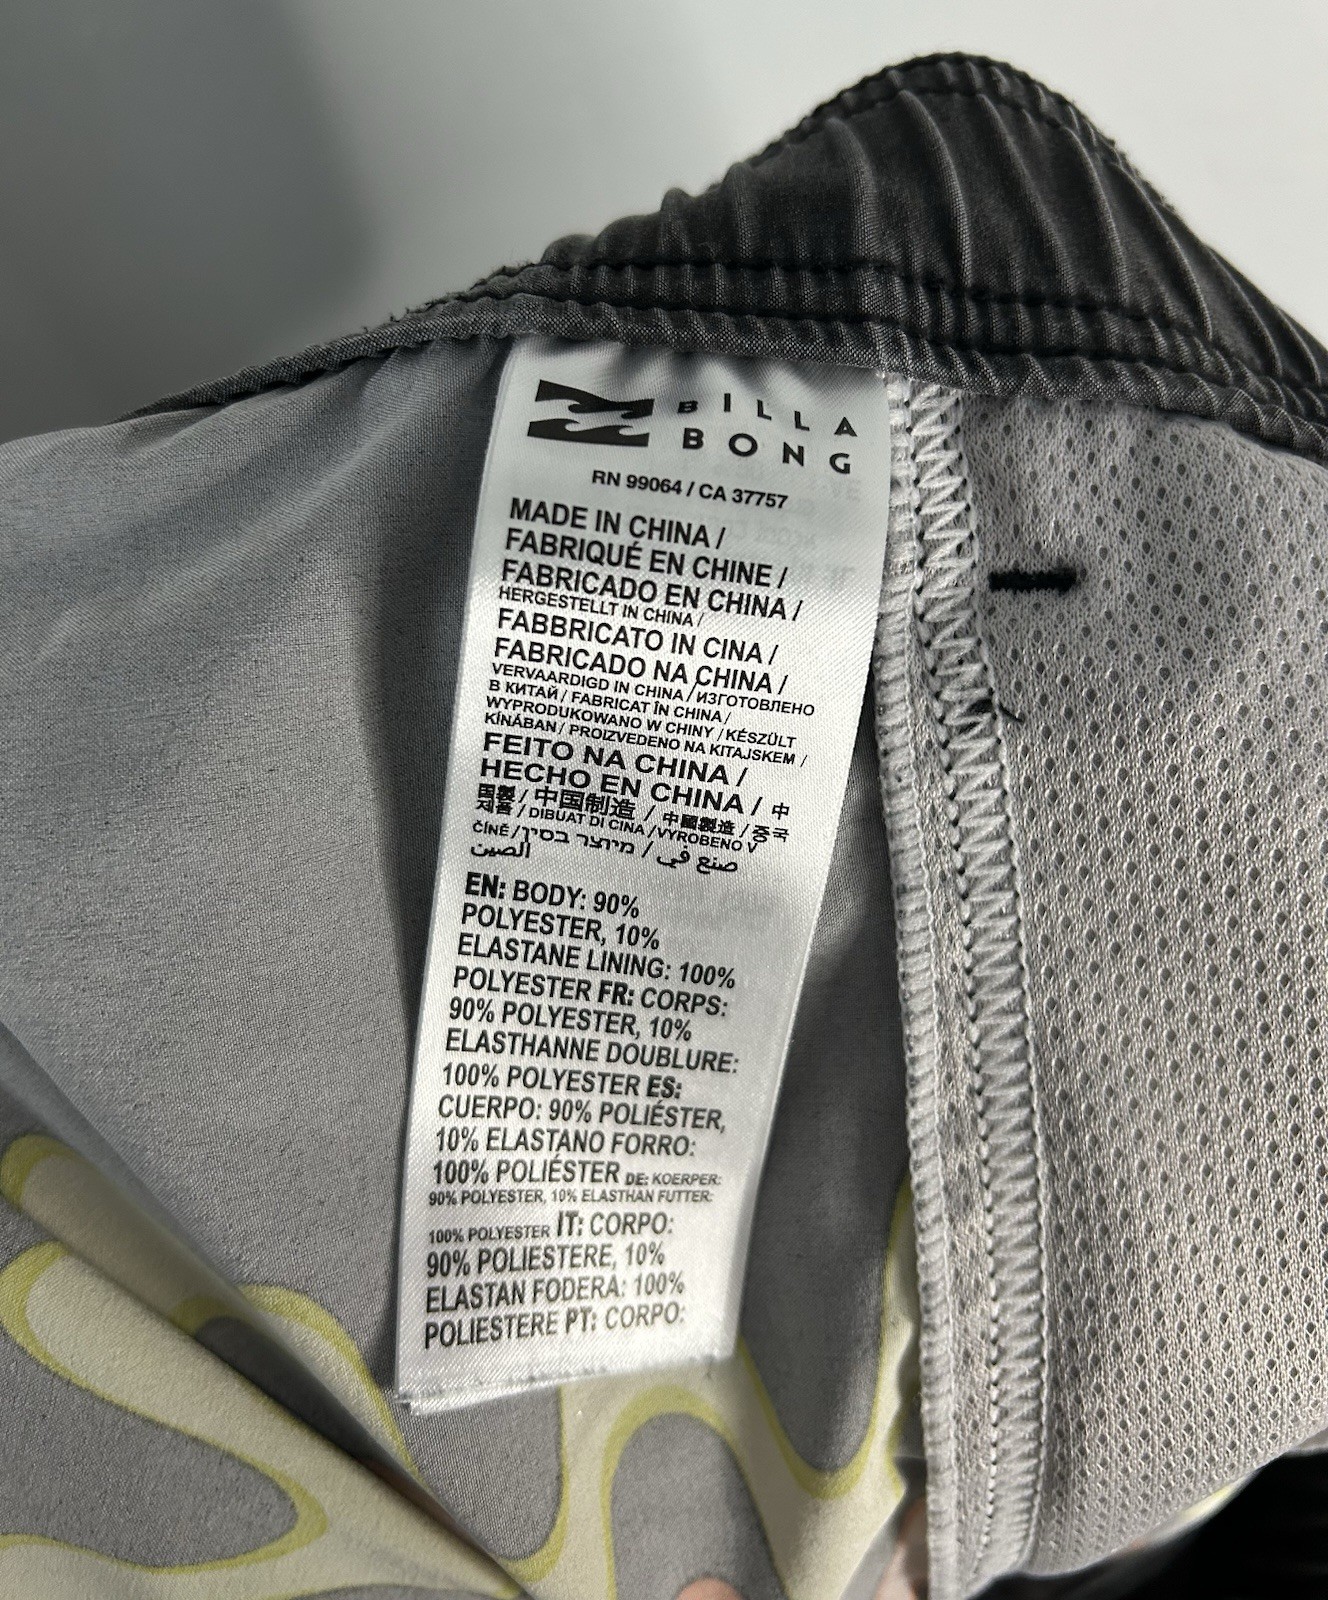 BILLA
BONG
RN 99064 / CA 37757
MADE IN CHINA /
FABRIQUÉ EN CHINE /
FABRICADO EN CHINA /
HERGESTELLT IN CHINA /
FABBRICATO IN CINA /
FABRICADO NA CHINA /
VERVAARDIGD IN CHINA / ИЗГОТОВЛЕНО
В КИТАЙ / FABRICAT ÎN CHINA /
WYPRODUKOWANO W CHINY / KÉSZÜLT
KÍNÁBAN / PROIZVEDENO NA KITAJSKEM /
FEITO NA CHINA /
HECHO EN CHINA / 中
国製 / 中国制造 / 中國製造 / 중국
제품 / DIBUAT DI CINA / VYROBENO V
ČÍNĚ / מיוצר בסין / صنع في
الصين
EN: BODY: 90%
POLYESTER, 10%
ELASTANE LINING: 100%
POLYESTER FR: CORPS:
90% POLYESTER, 10%
ELASTHANNE DOUBLURE:
100% POLYESTER ES:
CUERPO: 90% POLIÉSTER,
10% ELASTANO FORRO:
100% POLIÉSTER DE: KOERPER:
90% POLYESTER, 10% ELASTHAN FUTTER:
100% POLYESTER IT: CORPO:
90% POLIESTERE, 10%
ELASTAN FODERA: 100%
POLIESTERE PT: CORPO: